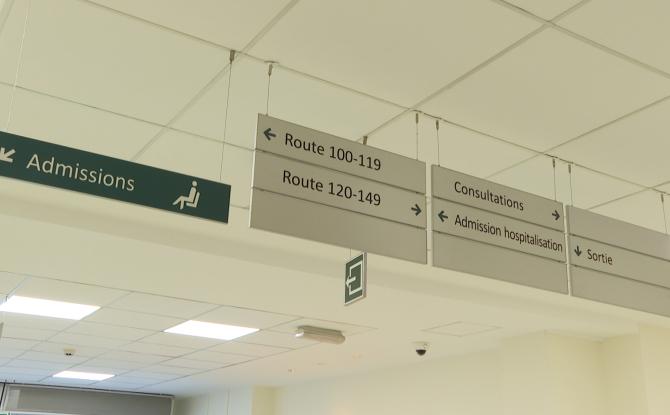 Admissions
Route 100-119
Route 120-149
Consultations
Admission hospitalisation
Sortie